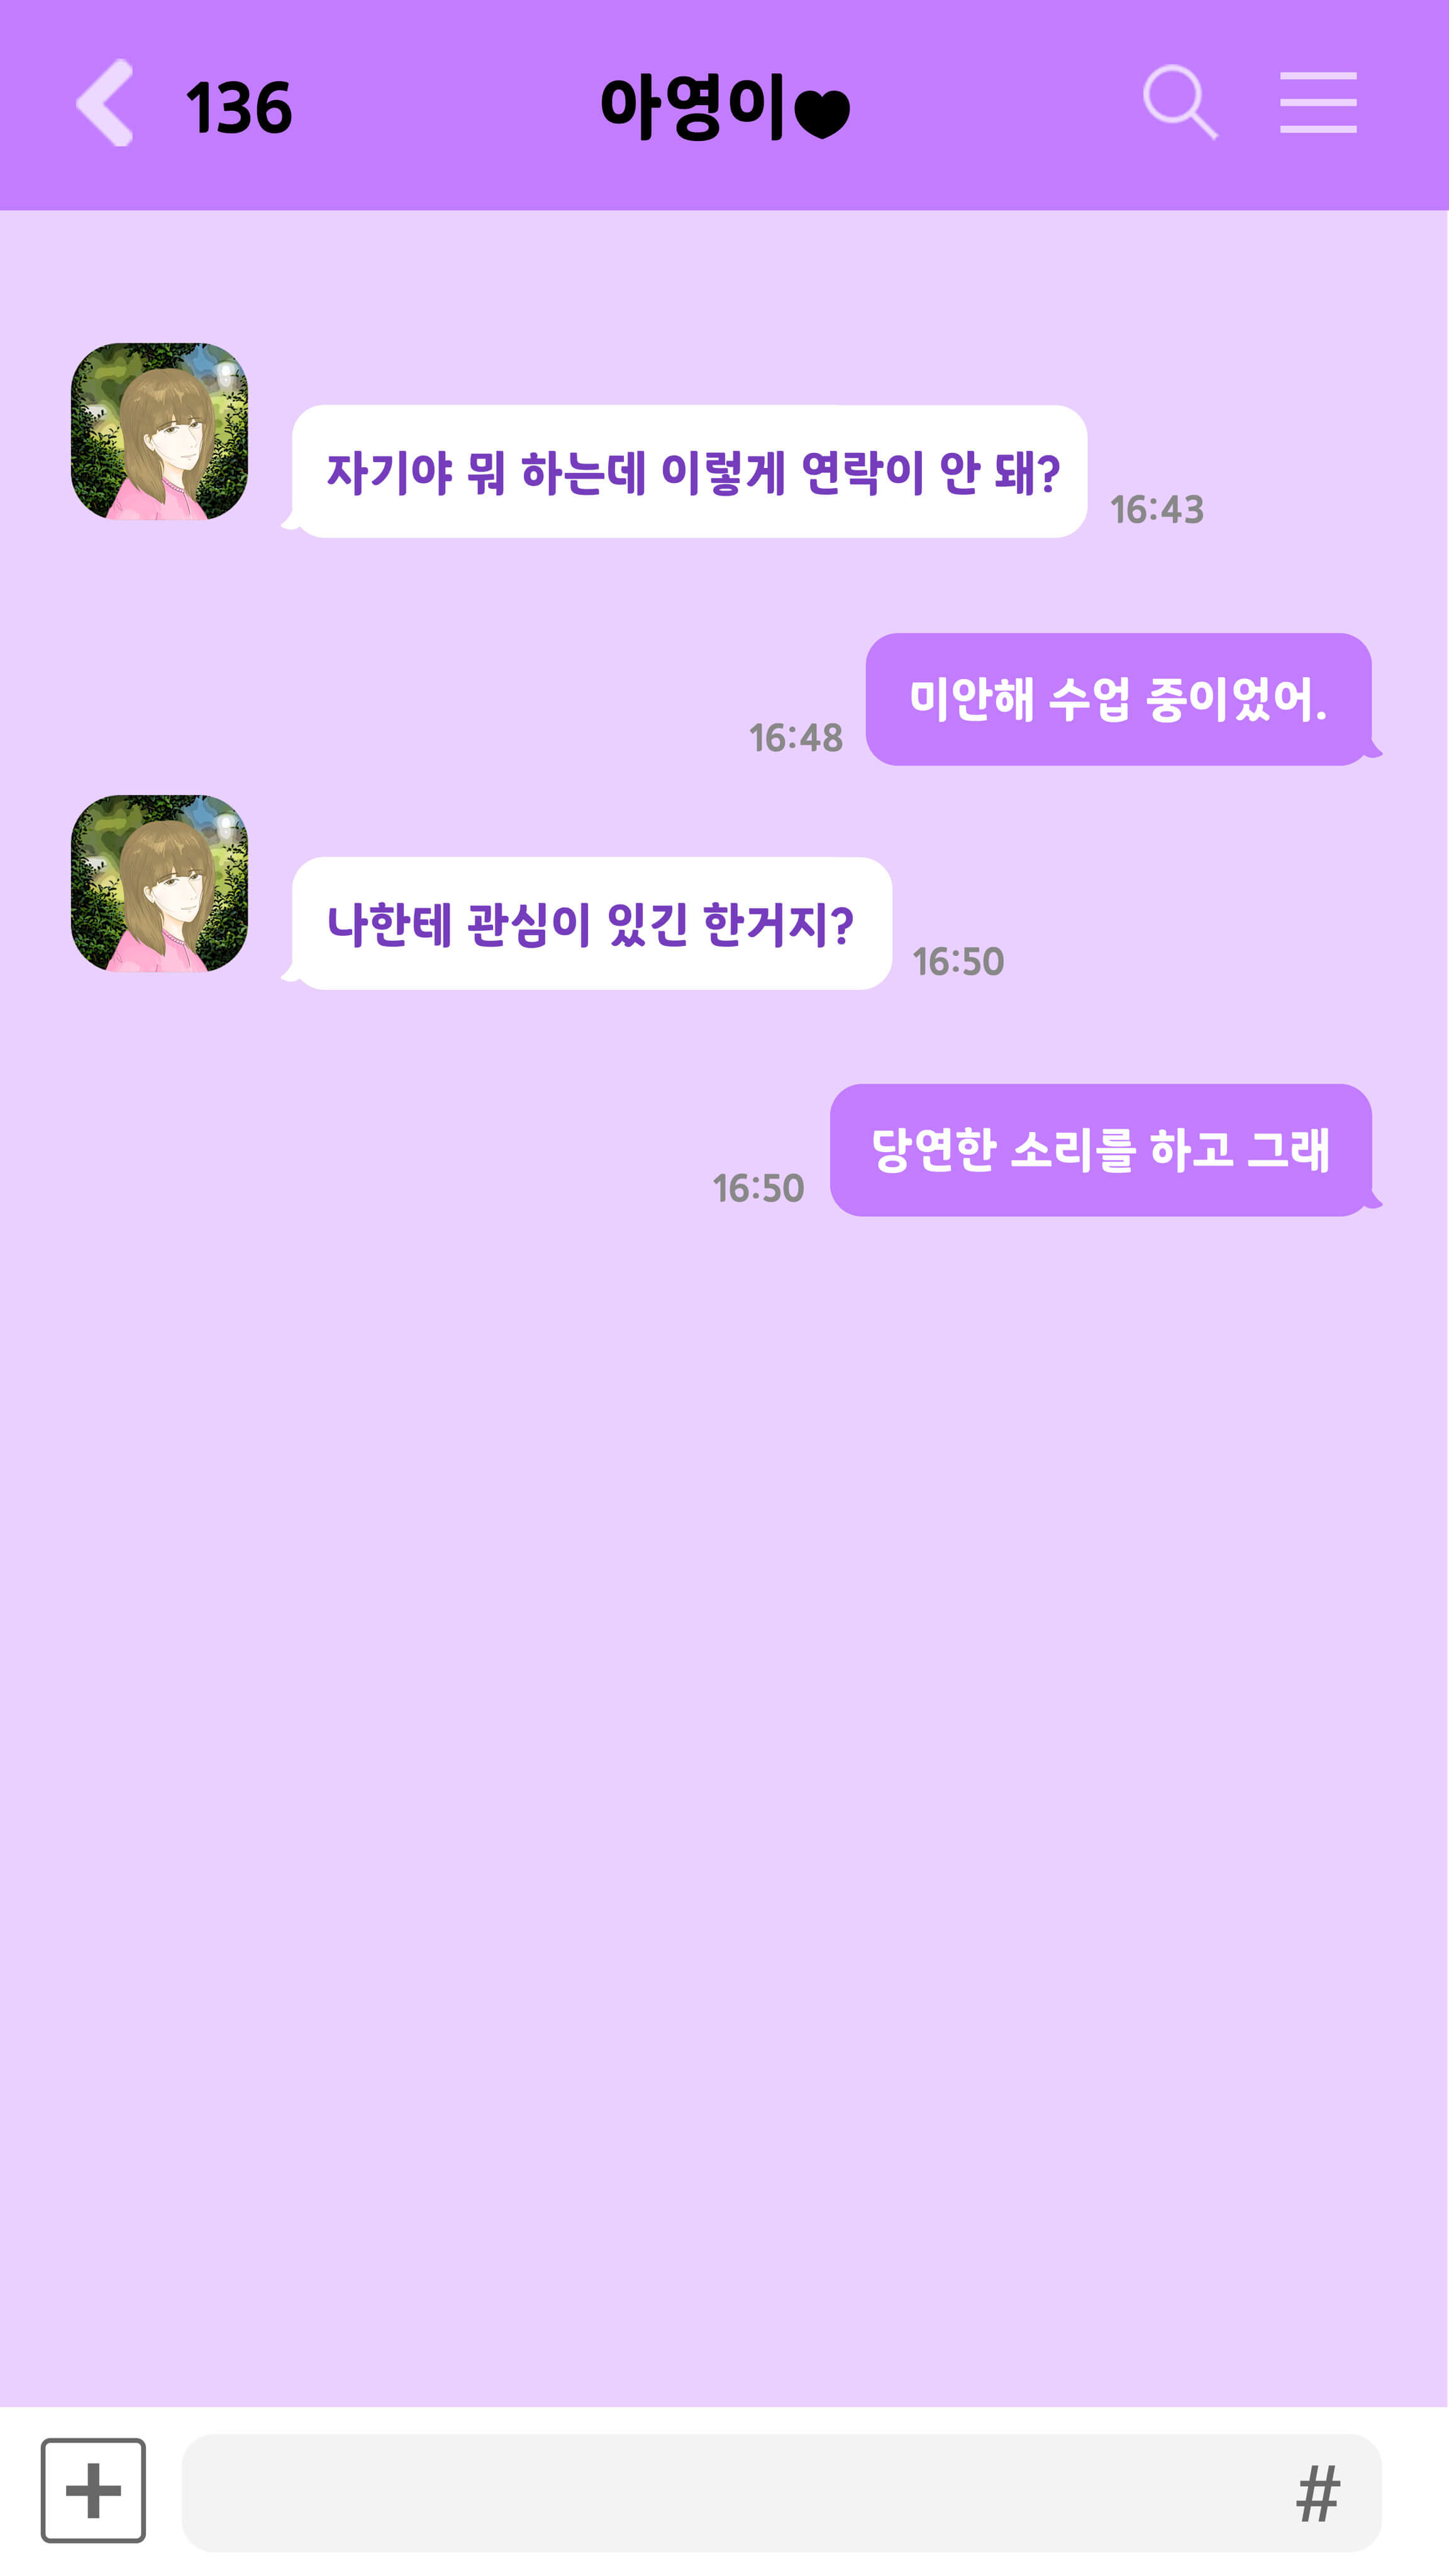 136 아영이♥
자기야 뭐 하는데 이렇게 연락이 안 돼?
16:43
미안해 수업 중이었어.
16:48
나한테 관심이 있긴 한거지?
16:50
당연한 소리를 하고 그래
16:50
#